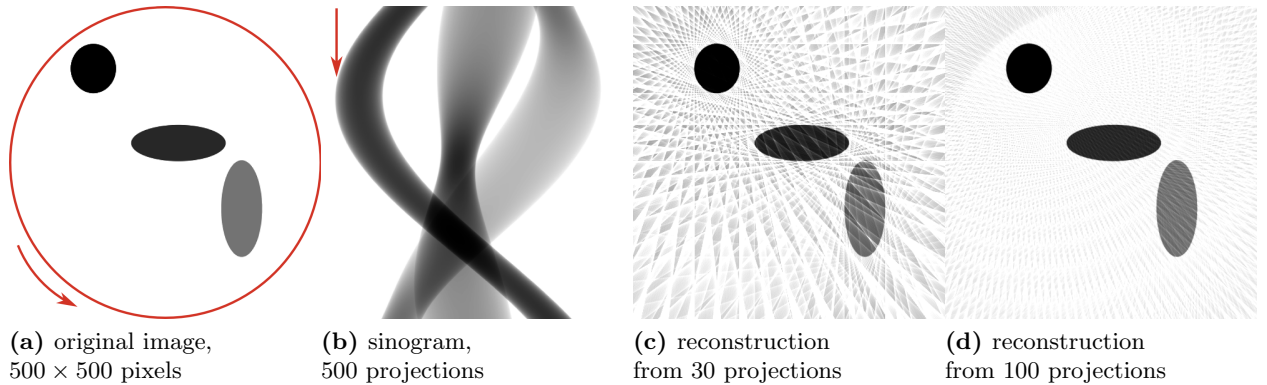 (a) original image,
500 × 500 pixels
(b) sinogram,
500 projections
(c) reconstruction
from 30 projections
(d) reconstruction
from 100 projections